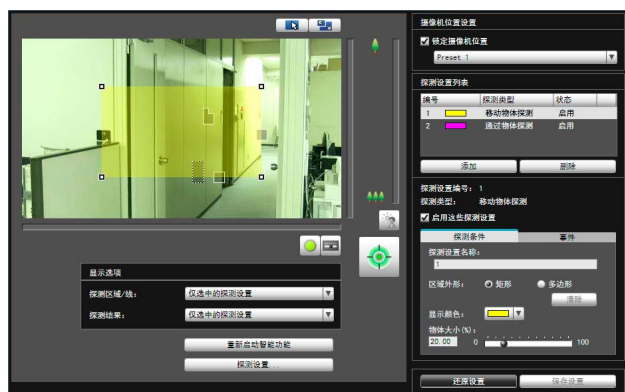 摄像机位置设置
锁定摄像机位置
Preset 1
探测设置列表
编号 探测类型 状态
1 移动物体探测 启用
2 通过物体探测 启用
添加 删除
探测设置编号: 1
探测类型: 移动物体探测
启用这些探测设置
探测条件 事件
探测设置名称:
1
区域外形: 矩形 多边形
清除
显示颜色:
物体大小(%):
20.00 0 100
还原设置 保存设置
显示选项
探测区域/线: 仅选中的探测设置
探测结果: 仅选中的探测设置
重新启动智能功能
探测设置...